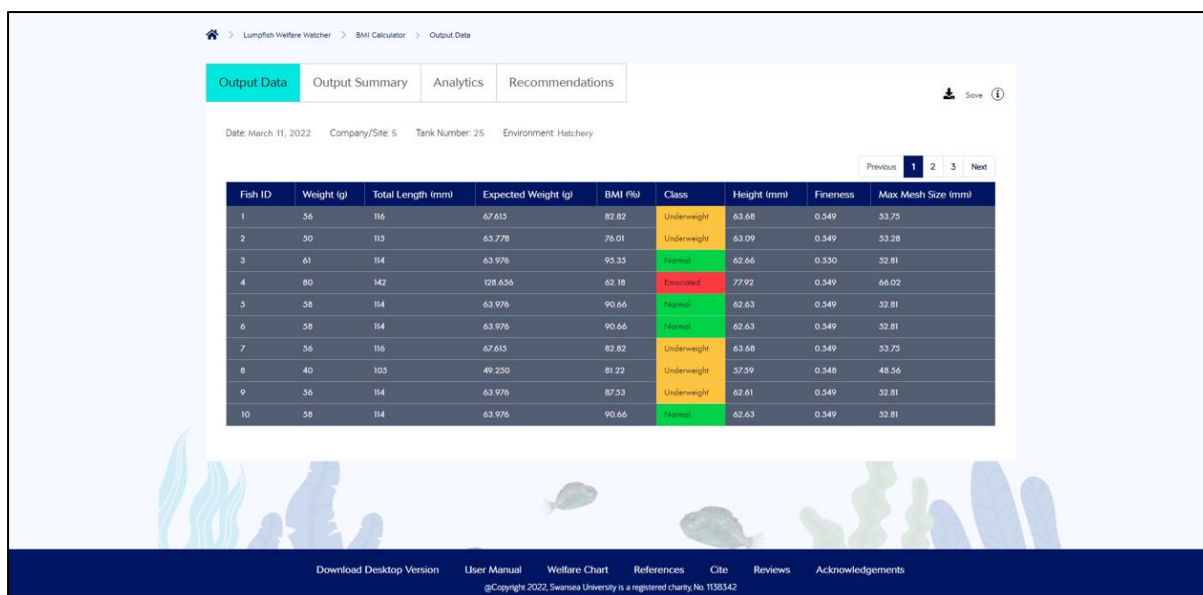 > Lumpfish Welfare Watcher > BMI Calculator > Output Data
Output Data Output Summary Analytics Recommendations
Save i
Date: March 11, 2022 Company/Site: 5 Tank Number: 25 Environment: Hatchery
Previous 1 2 3 Next
Fish ID Weight (g) Total Length (mm) Expected Weight (g) BMI (%) Class Height (mm) Fineness Max Mesh Size (mm)
1 56 116 67.615 82.82 Underweight 63.68 0.549 53.75
2 50 115 65.778 76.01 Underweight 63.09 0.549 53.28
3 61 114 63.976 95.35 Normal 62.66 0.550 52.81
4 80 142 128.656 62.18 Emaciated 77.92 0.549 66.02
5 58 114 63.976 90.66 Normal 62.63 0.549 52.81
6 58 114 63.976 90.66 Normal 62.63 0.549 52.81
7 56 116 67.615 82.82 Underweight 63.68 0.549 53.75
8 40 105 49.250 81.22 Underweight 57.59 0.548 48.56
9 56 114 63.976 87.53 Underweight 62.61 0.549 52.81
10 58 114 63.976 90.66 Normal 62.63 0.549 52.81
Download Desktop Version User Manual Welfare Chart References Cite Reviews Acknowledgements
@Copyright 2022, Swansea University is a registered charity, No. 1138342